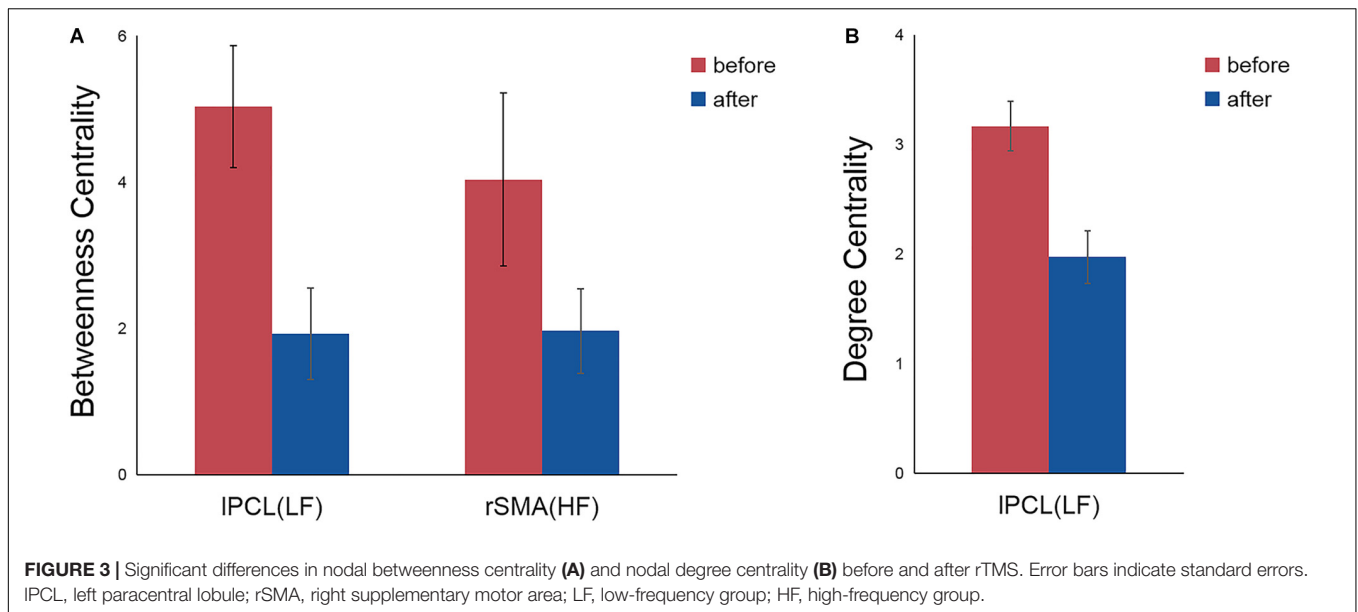 A
6
4
2
0
Betweenness Centrality
before
after
lPCL(LF)
rSMA(HF)
B
4
3
2
1
0
Degree Centrality
before
after
lPCL(LF)
FIGURE 3 | Significant differences in nodal betweenness centrality (A) and nodal degree centrality (B) before and after rTMS. Error bars indicate standard errors.
lPCL, left paracentral lobule; rSMA, right supplementary motor area; LF, low-frequency group; HF, high-frequency group.